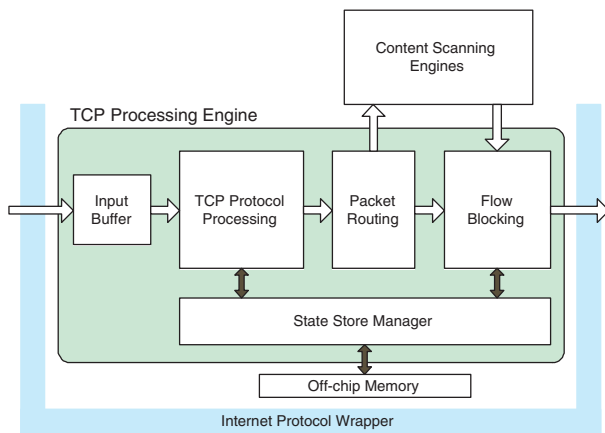 Content Scanning
Engines
TCP Processing Engine
Input
Buffer
TCP Protocol
Processing
Packet
Routing
Flow
Blocking
State Store Manager
Off-chip Memory
Internet Protocol Wrapper